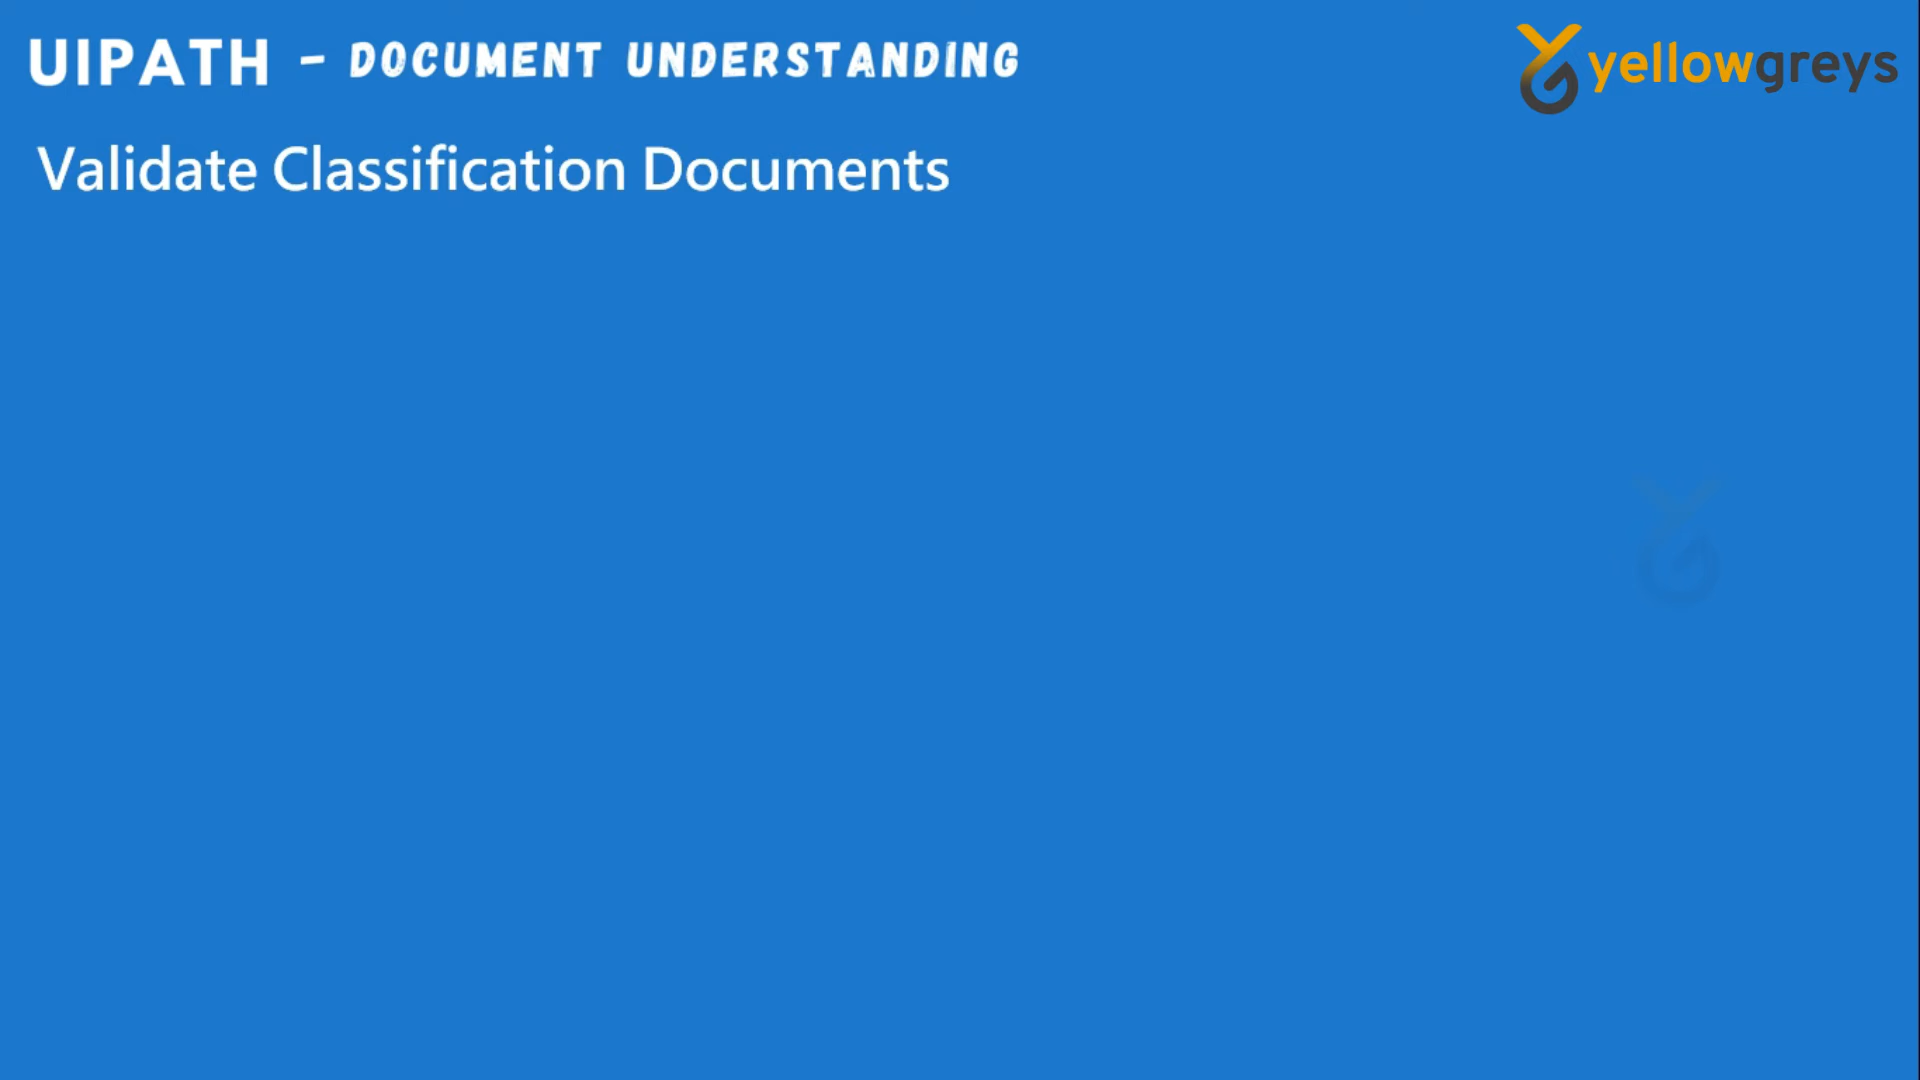 UIPATH - DOCUMENT UNDERSTANDING
yellowgreys
Validate Classification Documents